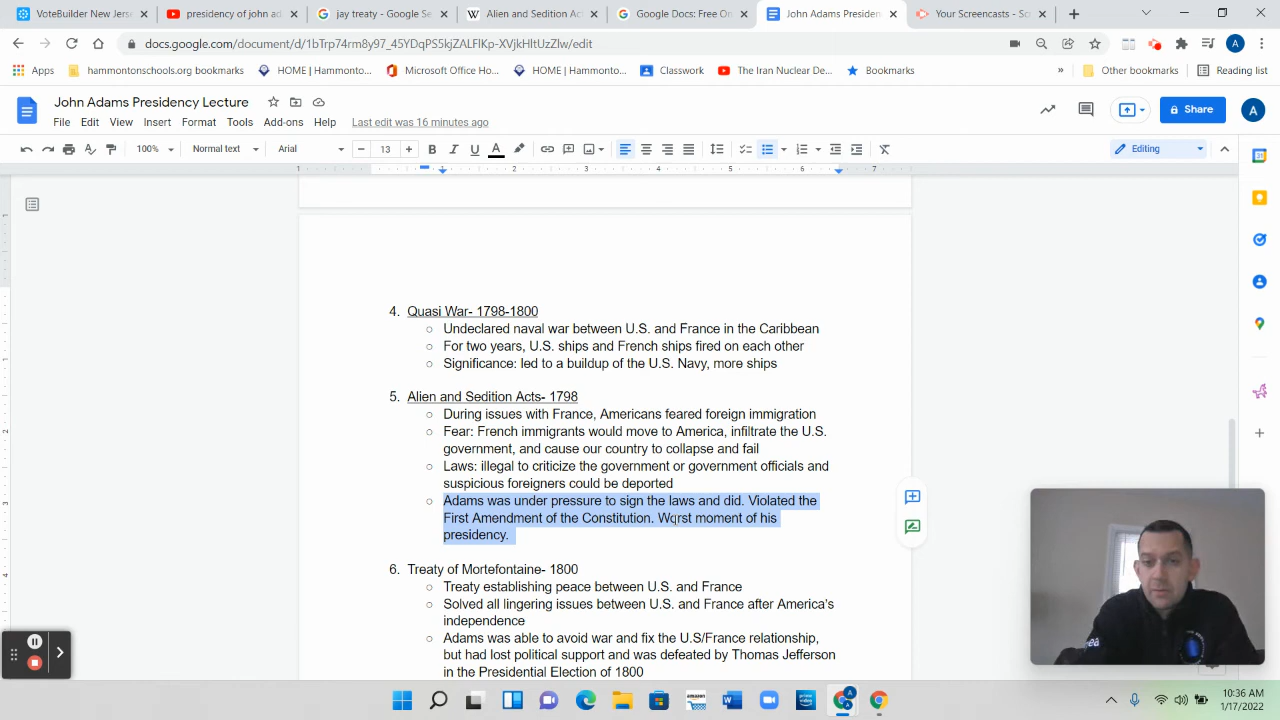 VoteBuilder New Jers
presidency of john ad
jay treaty - Google Se
Alien and Sedition Act
Google Docs: Free On
John Adams Presiden
Your Screencasts - Sc
docs.google.com/document/d/1bTrp74rm8y97_45YDqPS5kjZALFIKp-XVikHlHJzZlw/edit
Apps
hammontonschools.org bookmarks
HOME | Hammonto...
Microsoft Office Ho...
HOME | Hammonto...
Classwork
The Iran Nuclear De...
Bookmarks
»
Other bookmarks
Reading list
John Adams Presidency Lecture
File Edit View Insert Format Tools Add-ons Help Last edit was 16 minutes ago
Share
A
100% Normal text Arial 13 Editing
1 1 2 3 4 5 6 7
4. Quasi War- 1798-1800
Undeclared naval war between U.S. and France in the Caribbean
For two years, U.S. ships and French ships fired on each other
Significance: led to a buildup of the U.S. Navy, more ships
5. Alien and Sedition Acts- 1798
During issues with France, Americans feared foreign immigration
Fear: French immigrants would move to America, infiltrate the U.S.
government, and cause our country to collapse and fail
Laws: illegal to criticize the government or government officials and
suspicious foreigners could be deported
Adams was under pressure to sign the laws and did. Violated the
First Amendment of the Constitution. Worst moment of his
presidency.
6. Treaty of Mortefontaine- 1800
Treaty establishing peace between U.S. and France
Solved all lingering issues between U.S. and France after America's
independence
Adams was able to avoid war and fix the U.S/France relationship,
but had lost political support and was defeated by Thomas Jefferson
in the Presidential Election of 1800
10:36 AM
1/17/2022